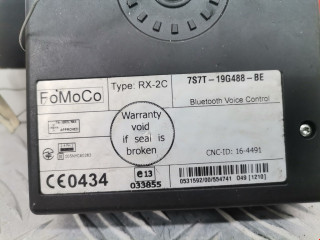 FoMoCo
Type: RX-2C
7S7T-19G488-BE
Bluetooth Voice Control
APPROVED
Warranty
void
if seal is
broken
CNC-ID: 16-4491
CE0434
e13
033855
0531592/00/554741 049 [1218]